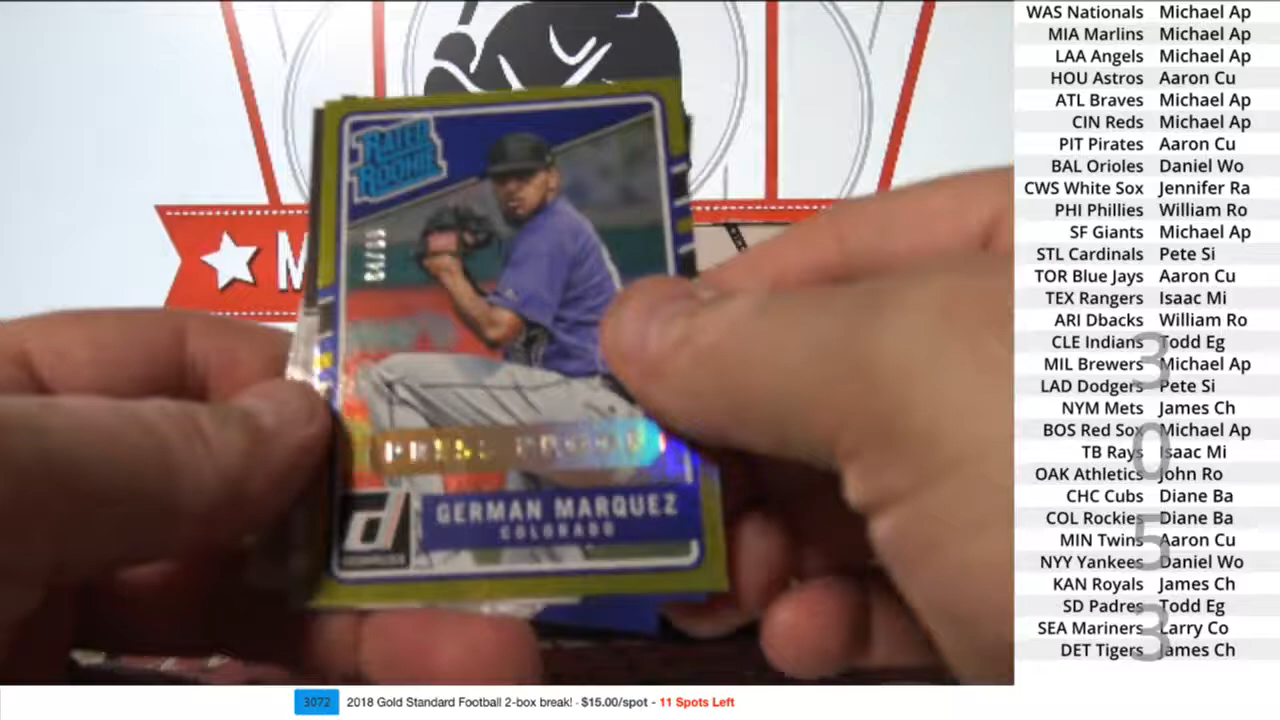 RATED
ROOKIE
M
PRESS PROOF
d
GERMAN MARQUEZ
COLORADO
WAS Nationals Michael Ap
MIA Marlins Michael Ap
LAA Angels Michael Ap
HOU Astros Aaron Cu
ATL Braves Michael Ap
CIN Reds Michael Ap
PIT Pirates Aaron Cu
BAL Orioles Daniel Wo
CWS White Sox Jennifer Ra
PHI Phillies William Ro
SF Giants Michael Ap
STL Cardinals Pete Si
TOR Blue Jays Aaron Cu
TEX Rangers Isaac Mi
ARI Dbacks William Ro
CLE Indians Todd Eg
MIL Brewers Michael Ap
LAD Dodgers Pete Si
NYM Mets James Ch
BOS Red Sox Michael Ap
TB Rays Isaac Mi
OAK Athletics John Ro
CHC Cubs Diane Ba
COL Rockies Diane Ba
MIN Twins Aaron Cu
NYY Yankees Daniel Wo
KAN Royals James Ch
SD Padres Todd Eg
SEA Mariners Larry Co
DET Tigers James Ch
3
0
5
3
3072 2018 Gold Standard Football 2-box break! - $15.00/spot - 11 Spots Left